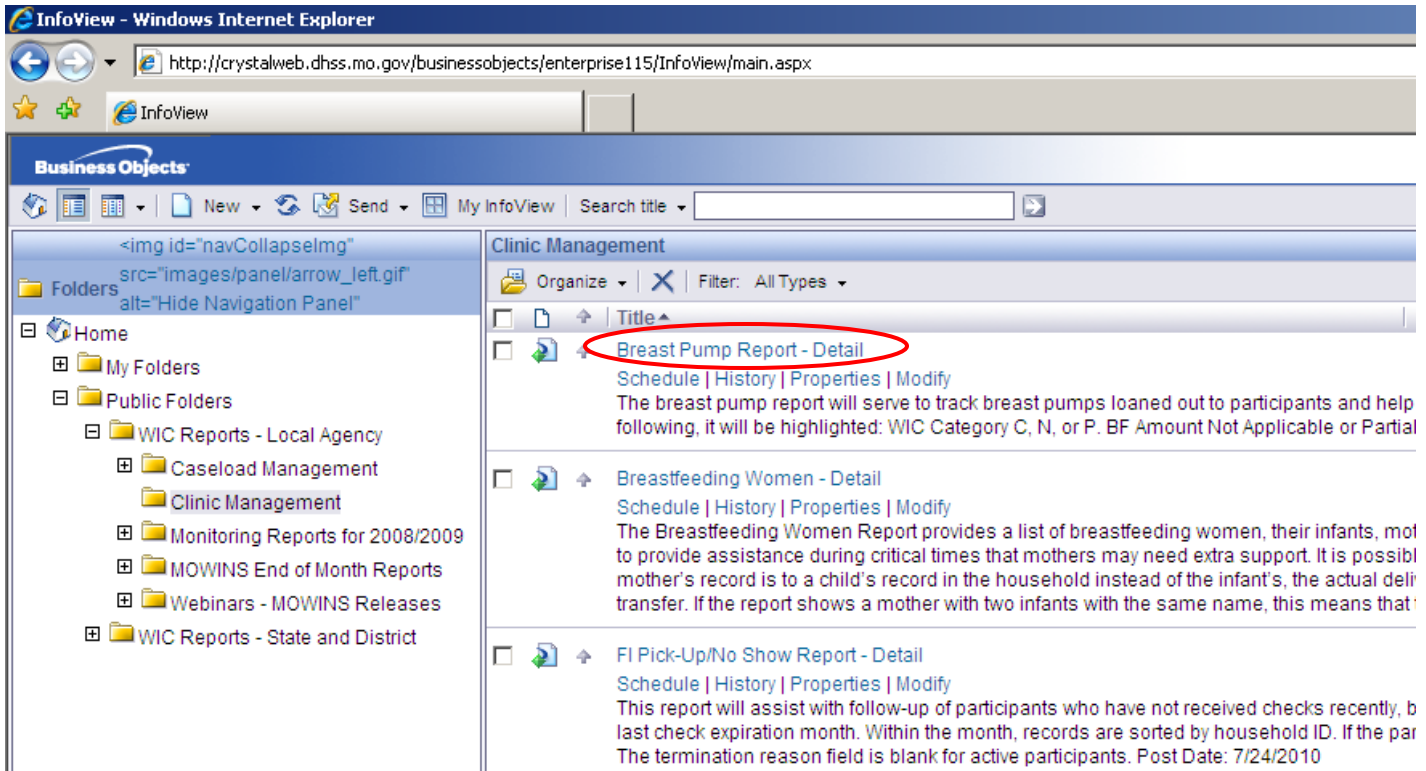 InfoView - Windows Internet Explorer
http://crystalweb.dhss.mo.gov/businessobjects/enterprise115/InfoView/main.aspx
InfoView
Business Objects
New Send My InfoView Search title
<img id="navCollapseImg"
src="images/panel/arrow_left.gif"
alt="Hide Navigation Panel"
Folders
Home
My Folders
Public Folders
WIC Reports - Local Agency
Caseload Management
Clinic Management
Monitoring Reports for 2008/2009
MOWINS End of Month Reports
Webinars - MOWINS Releases
WIC Reports - State and District
Clinic Management
Organize Filter: All Types
Title
Breast Pump Report - Detail
Schedule | History | Properties | Modify
The breast pump report will serve to track breast pumps loaned out to participants and help
following, it will be highlighted: WIC Category C, N, or P. BF Amount Not Applicable or Partial
Breastfeeding Women - Detail
Schedule | History | Properties | Modify
The Breastfeeding Women Report provides a list of breastfeeding women, their infants,
to provide assistance during critical times that mothers may need extra support. It is
mother's record is to a child's record in the household instead of the infant's, the actual
transfer. If the report shows a mother with two infants with the same name, this means that
FI Pick-Up/No Show Report - Detail
Schedule | History | Properties | Modify
This report will assist with follow-up of participants who have not received checks recently,
last check expiration month. Within the month, records are sorted by household ID. If the
The termination reason field is blank for active participants. Post Date: 7/24/2010